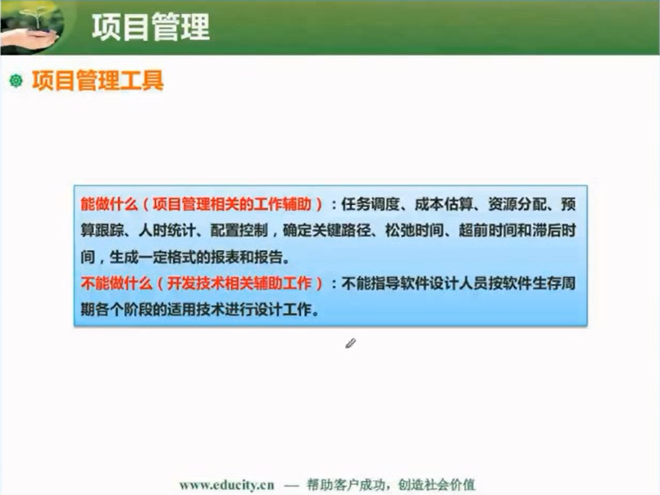 项目管理
项目管理工具
能做什么（项目管理相关的工作辅助）：任务调度、成本估算、资源分配、预
算跟踪、人时统计、配置控制，确定关键路径、松弛时间、超前时间和滞后时
间，生成一定格式的报表和报告。
不能做什么（开发技术相关辅助工作）：不能指导软件设计人员按软件生存周
期各个阶段的适用技术进行设计工作。
www.educity.cn — 帮助客户成功，创造社会价值